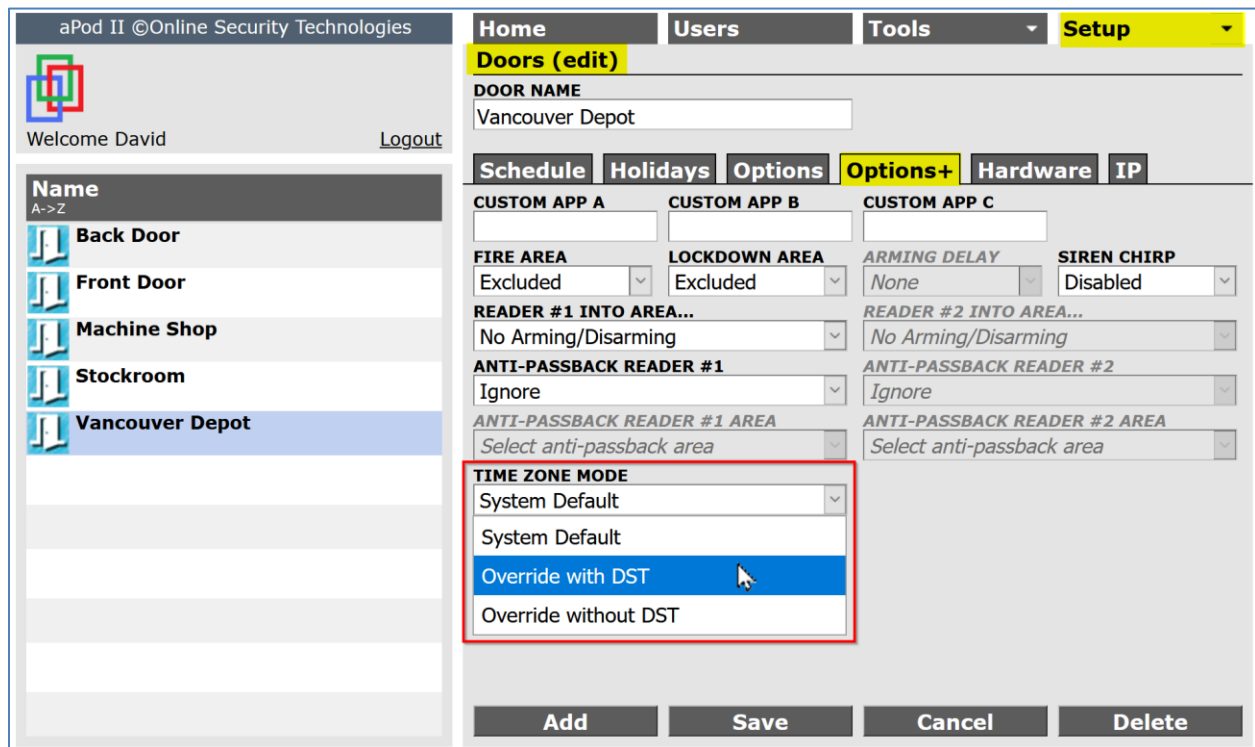 aPod II ©Online Security Technologies
Welcome David
Logout
Name
A->Z
Back Door
Front Door
Machine Shop
Stockroom
Vancouver Depot
Home Users Tools Setup
Doors (edit)
DOOR NAME
Vancouver Depot
Schedule Holidays Options Options+ Hardware IP
CUSTOM APP A CUSTOM APP B CUSTOM APP C
FIRE AREA LOCKDOWN AREA ARMING DELAY SIREN CHIRP
Excluded Excluded None Disabled
READER #1 INTO AREA... READER #2 INTO AREA...
No Arming/Disarming No Arming/Disarming
ANTI-PASSBACK READER #1 ANTI-PASSBACK READER #2
Ignore Ignore
ANTI-PASSBACK READER #1 AREA ANTI-PASSBACK READER #2 AREA
Select anti-passback area Select anti-passback area
TIME ZONE MODE
System Default
System Default
Override with DST
Override without DST
Add Save Cancel Delete